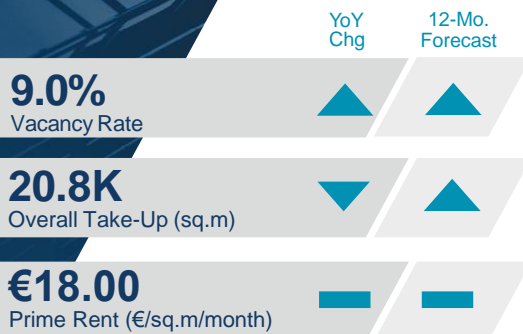 YoY
Chg
12-Mo.
Forecast
9.0%
Vacancy Rate
20.8K
Overall Take-Up (sq.m)
€18.00
Prime Rent (€/sq.m/month)